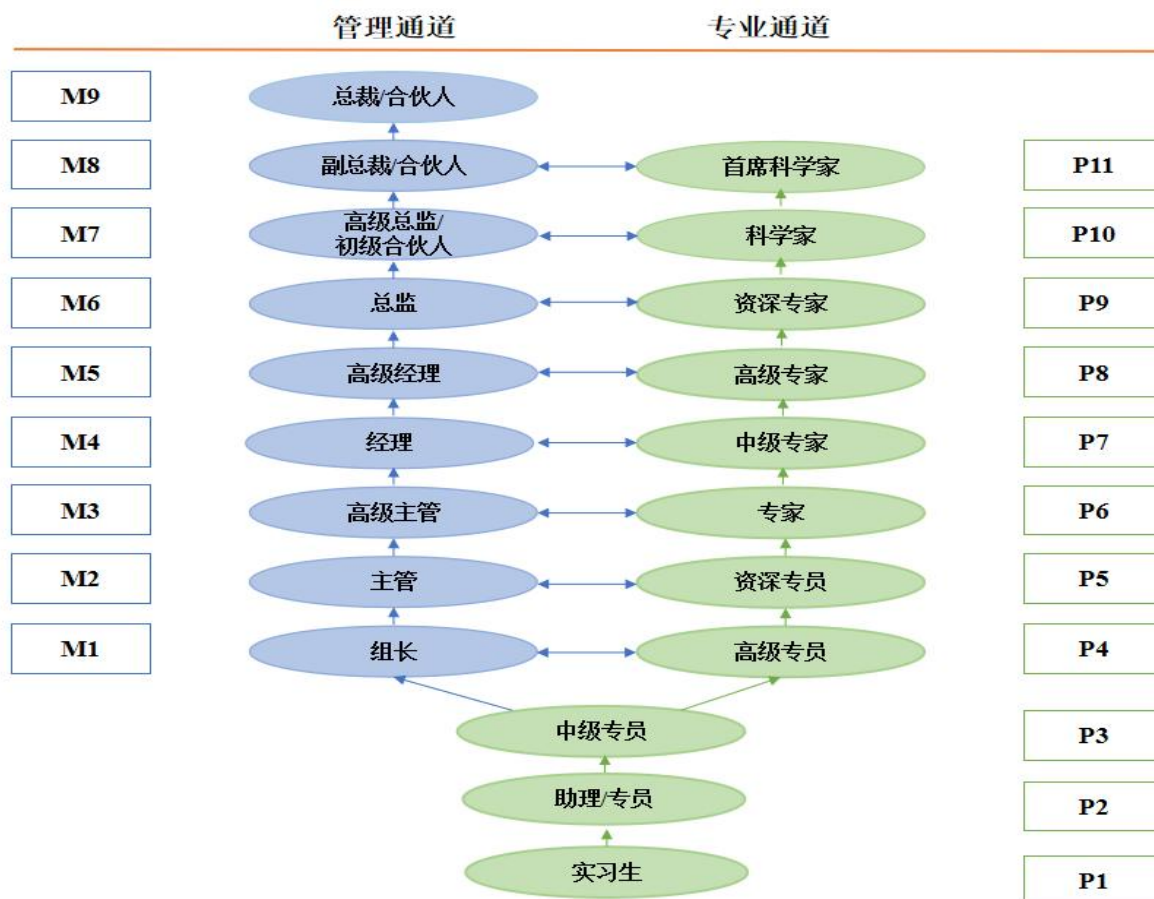 管理通道 专业通道
M9 总裁/合伙人
M8 副总裁/合伙人 首席科学家 P11
M7 高级总监/
初级合伙人 科学家 P10
M6 总监 资深专家 P9
M5 高级经理 高级专家 P8
M4 经理 中级专家 P7
M3 高级主管 专家 P6
M2 主管 资深专员 P5
M1 组长 高级专员 P4
中级专员 P3
助理/专员 P2
实习生 P1